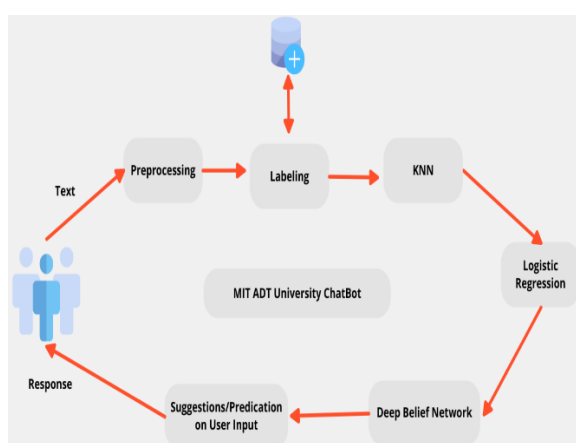 Text
Preprocessing
Labeling
KNN
Logistic
Regression
MIT ADT University ChatBot
Response
Suggestions/Predication
on User Input
Deep Belief Network